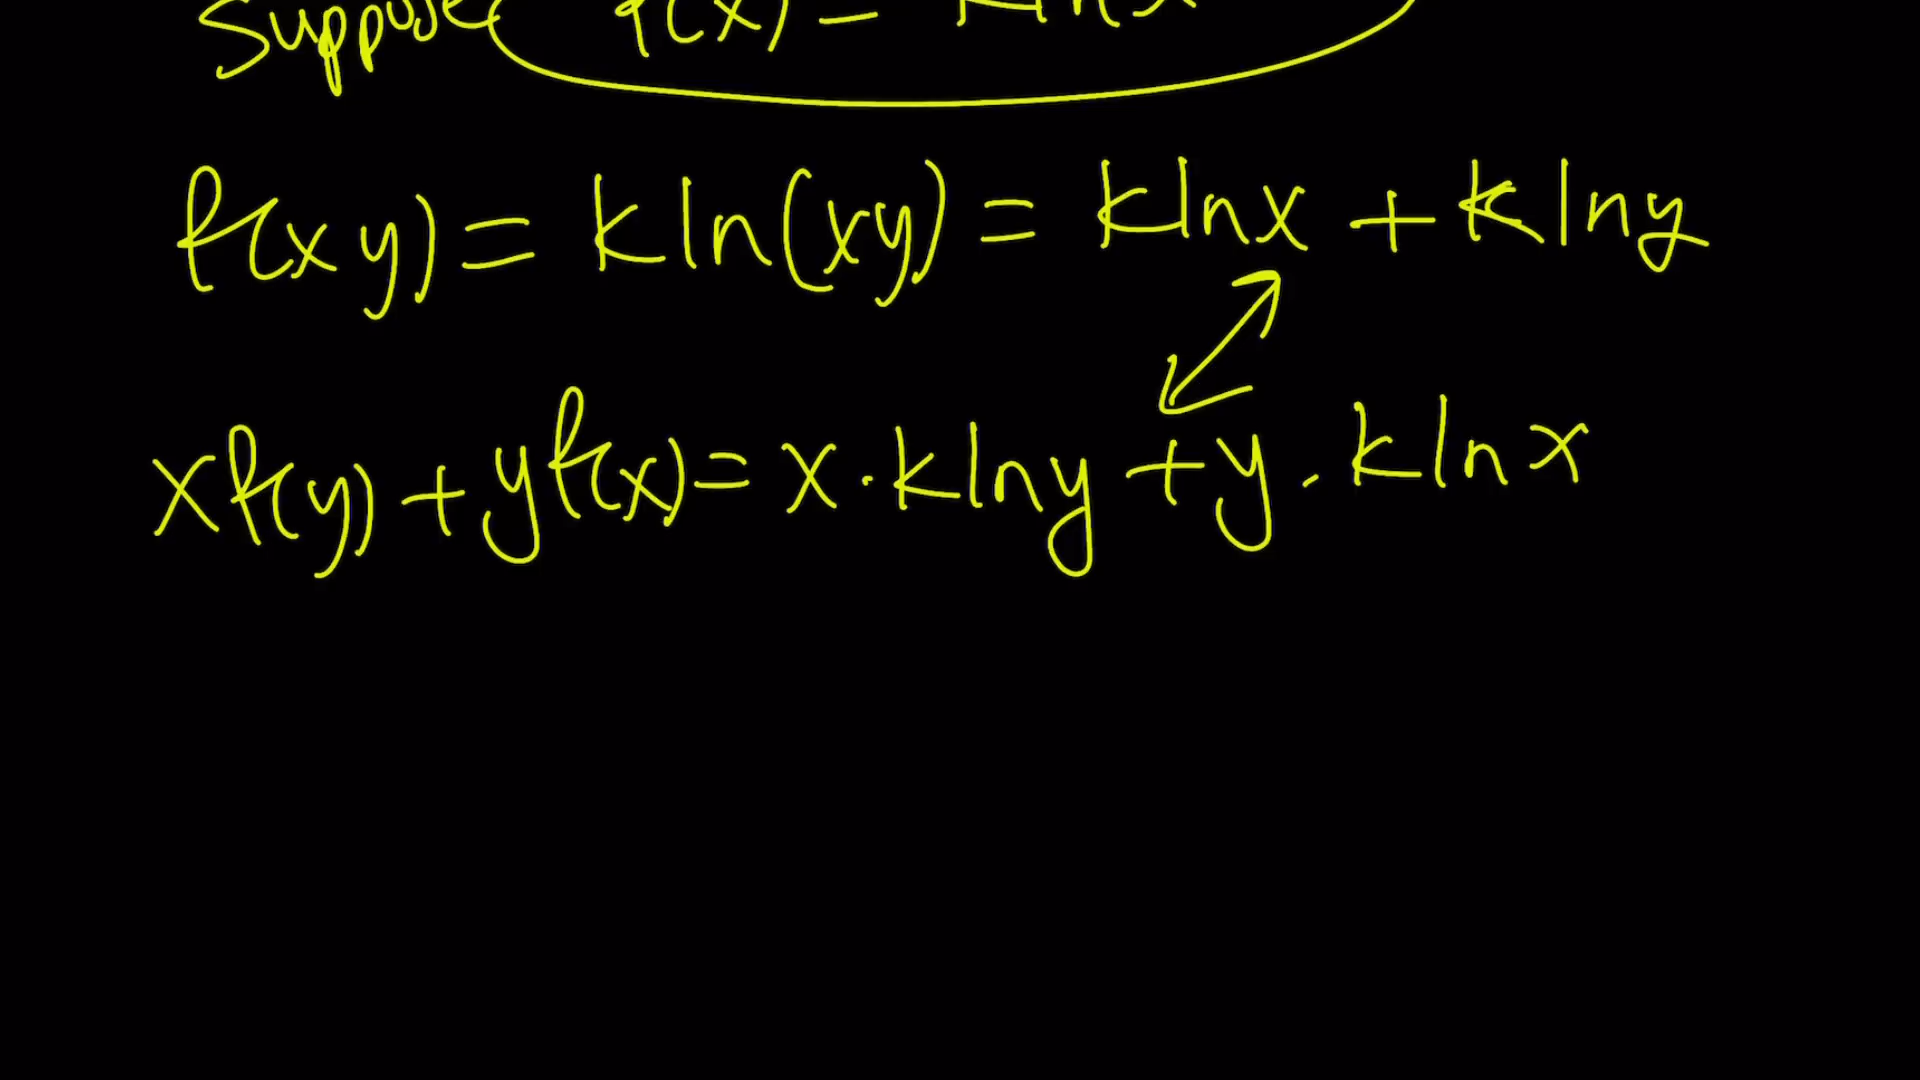 Suppose f(x) = k ln x
f(xy) = k ln(xy) = k ln x + k ln y
x f(y) + y f(x) = x · k ln y + y · k ln x